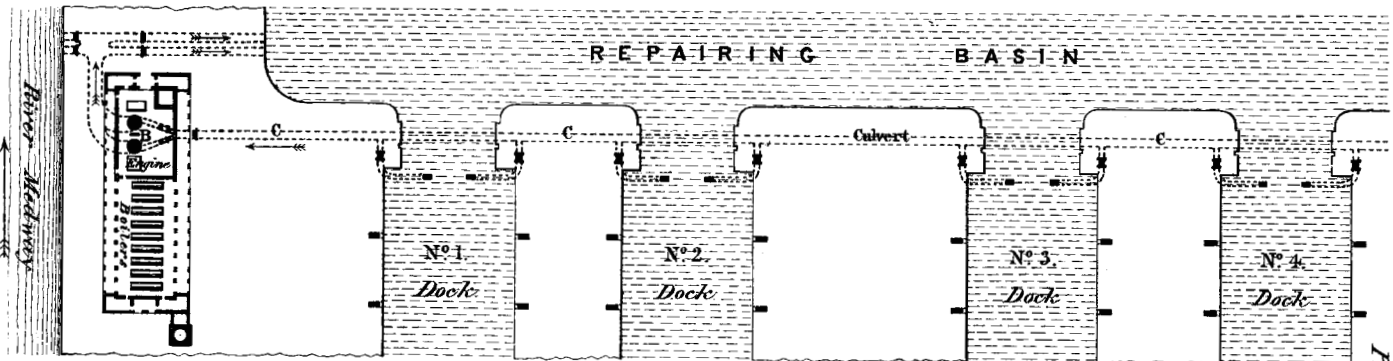 REPAIRING BASIN
River Medway
B
Engine
Boilers
C
C
Culvert
C
Nº 1.
Dock
Nº 2.
Dock
Nº 3.
Dock
Nº 4.
Dock